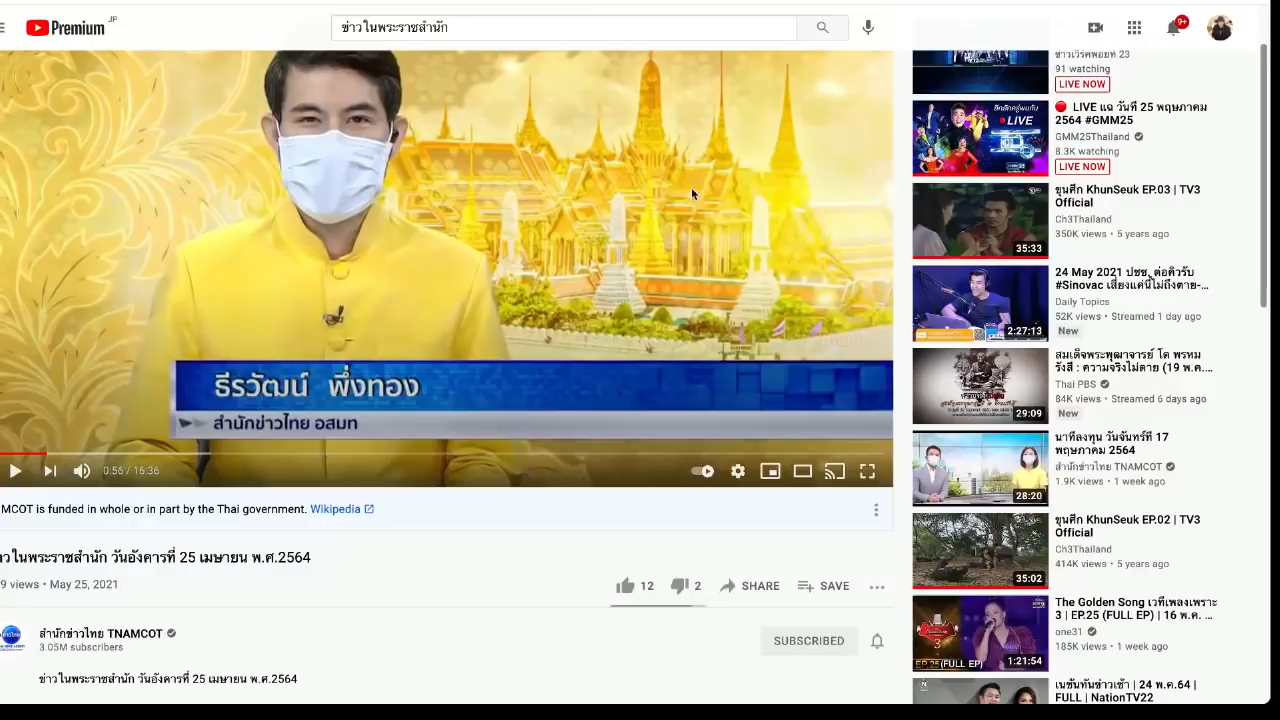 Premium JP
ข่าวในพระราชสำนัก
9+
ธีรวัฒน์ พึ่งทอง
สำนักข่าวไทย อสมท
0:56 / 16:36
MCOT is funded in whole or in part by the Thai government. Wikipedia
าวในพระราชสำนัก วันอังคารที่ 25 เมษายน พ.ศ.2564
9 views • May 25, 2021
12
2
SHARE
SAVE
สำนักข่าวไทย TNAMCOT
3.05M subscribers
SUBSCRIBED
ข่าวในพระราชสำนัก วันอังคารที่ 25 เมษายน พ.ศ.2564
ข่าวเวิร์คพอยท์ 23
91 watching
LIVE NOW
LIVE
LIVE แฉ วันที่ 25 พฤษภาคม
2564 #GMM25
GMM25Thailand
8.3K watching
LIVE NOW
35:33
ขุนศึก KhunSeuk EP.03 | TV3
Official
Ch3Thailand
350K views • 5 years ago
2:27:13
24 May 2021 ปชช. ต่อคิวรับ
#Sinovac เสี่ยงแค่นี้ไม่ถึงตาย-...
Daily Topics
52K views • Streamed 1 day ago
New
29:09
สมเด็จพระพุฒาจารย์ โต พรหม
รังสี : ความจริงไม่ตาย (19 พ.ค....
Thai PBS
84K views • Streamed 6 days ago
New
28:20
นาทีลงทุน วันจันทร์ที่ 17
พฤษภาคม 2564
สำนักข่าวไทย TNAMCOT
1.9K views • 1 week ago
35:02
ขุนศึก KhunSeuk EP.02 | TV3
Official
Ch3Thailand
414K views • 5 years ago
EP.25 (FULL EP)
1:21:54
The Golden Song เวทีเพลงเพราะ
3 | EP.25 (FULL EP) | 16 พ.ค. ...
one31
185K views • 1 week ago
เนชั่นทันข่าวเช้า | 24 พ.ค.64 |
FULL | NationTV22